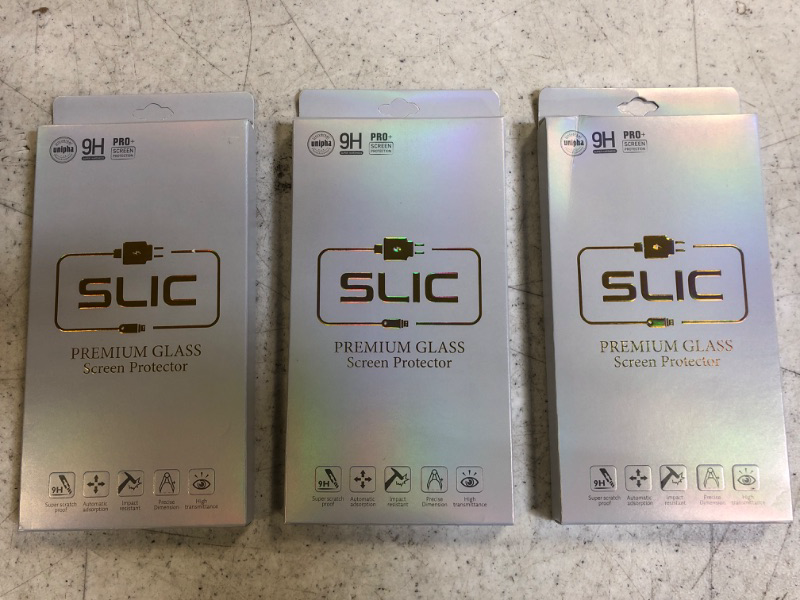 unipha
9H
PRO+
SCREEN
PROTECTION
SLIC
PREMIUM GLASS
Screen Protector
9H
Super scratch proof
Automatic adsorption
Impact resistant
Precise Dimension
High transmittance
unipha
9H
PRO+
SCREEN
PROTECTION
SLIC
PREMIUM GLASS
Screen Protector
9H
Super scratch proof
Automatic adsorption
Impact resistant
Precise Dimension
High transmittance
unipha
9H
PRO+
SCREEN
PROTECTION
SLIC
PREMIUM GLASS
Screen Protector
9H
Super scratch proof
Automatic adsorption
Impact resistant
Precise Dimension
High transmittance